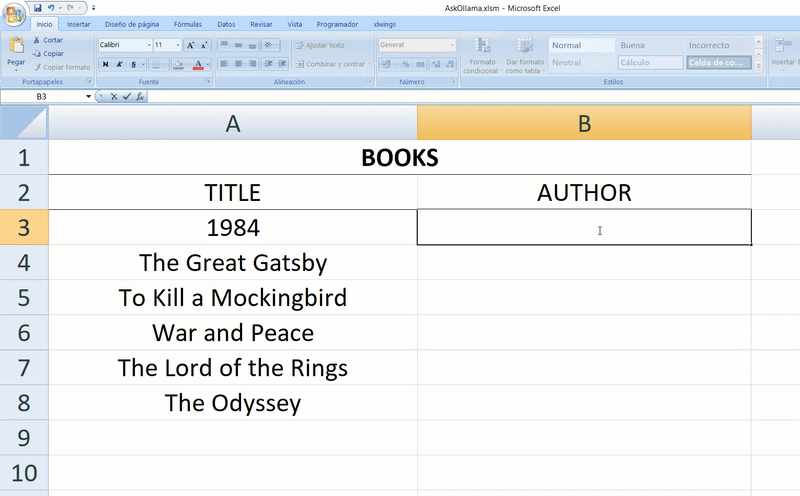 AskOllama.xlsm - Microsoft Excel
Inicio Insertar Diseño de página Fórmulas Datos Revisar Vista Programador xlwings
Pegar
Cortar
Copiar
Copiar formato
Portapapeles
Calibri 11
N K S
Fuente
Ajustar texto
Combinar y centrar
Alineación
General
% 000
Número
Formato condicional
Dar formato como tabla
Normal Buena Incorrecto
Neutral Cálculo Celda de co...
Estilos
Insertar
B3 fx
A B
1 BOOKS
2 TITLE AUTHOR
3 1984
4 The Great Gatsby
5 To Kill a Mockingbird
6 War and Peace
7 The Lord of the Rings
8 The Odyssey
9
10